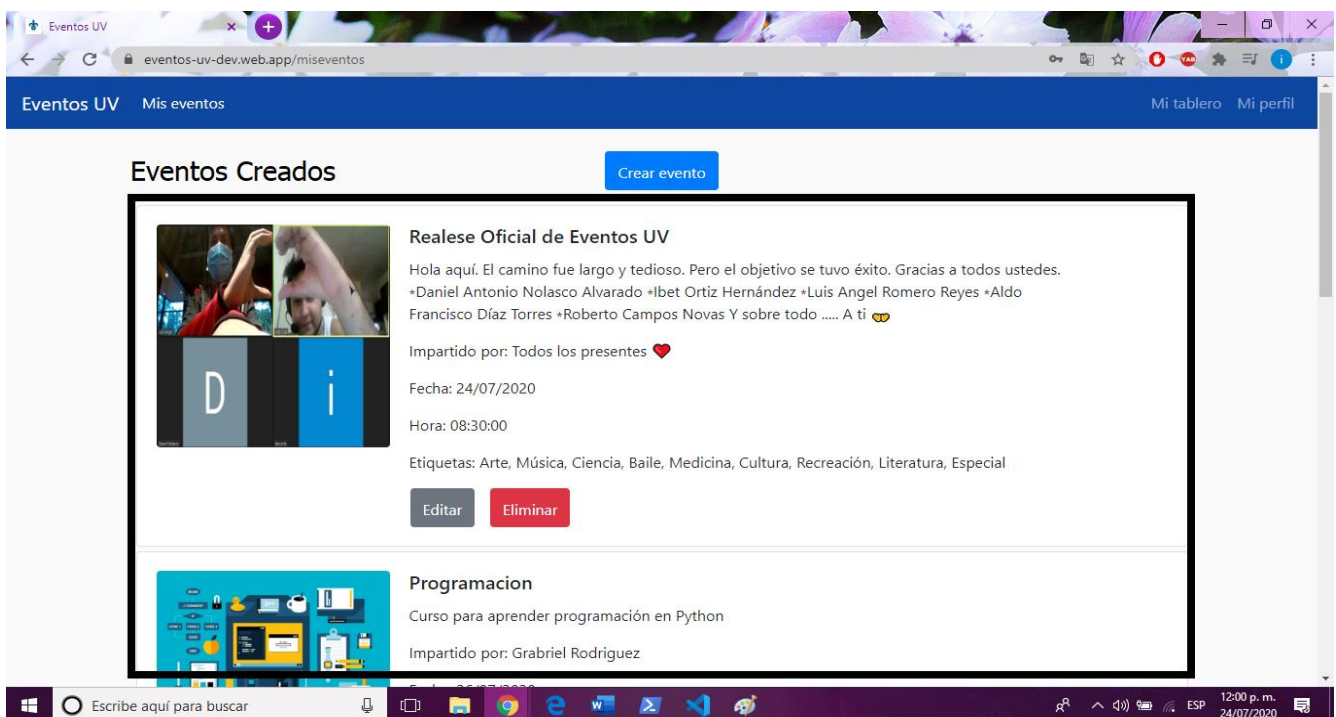 Eventos UV
eventos-uv-dev.web.app/miseventos
Eventos UV Mis eventos Mi tablero Mi perfil
Eventos Creados Crear evento
Realese Oficial de Eventos UV
Hola aquí. El camino fue largo y tedioso. Pero el objetivo se tuvo éxito. Gracias a todos ustedes.
*Daniel Antonio Nolasco Alvarado *Ibet Ortiz Hernández *Luis Angel Romero Reyes *Aldo
Francisco Díaz Torres *Roberto Campos Novas Y sobre todo ..... A ti
Impartido por: Todos los presentes ❤
Fecha: 24/07/2020
D i
Hora: 08:30:00
Etiquetas: Arte, Música, Ciencia, Baile, Medicina, Cultura, Recreación, Literatura, Especial
Editar Eliminar
Programacion
Curso para aprender programación en Python
Impartido por: Grabriel Rodriguez
Escribe aquí para buscar
ESP
12:00 p. m.
24/07/2020